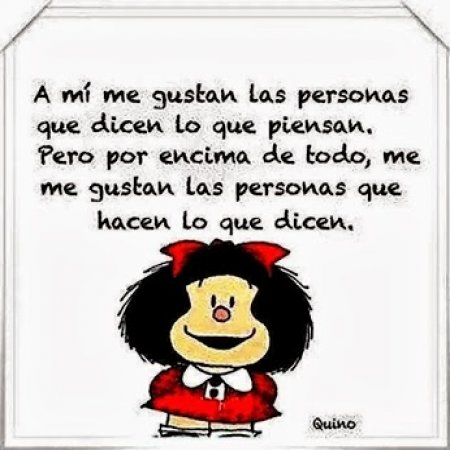 A mí me gustan las personas
que dicen lo que piensan.
Pero por encima de todo, me
me gustan las personas que
hacen lo que dicen.
Quino